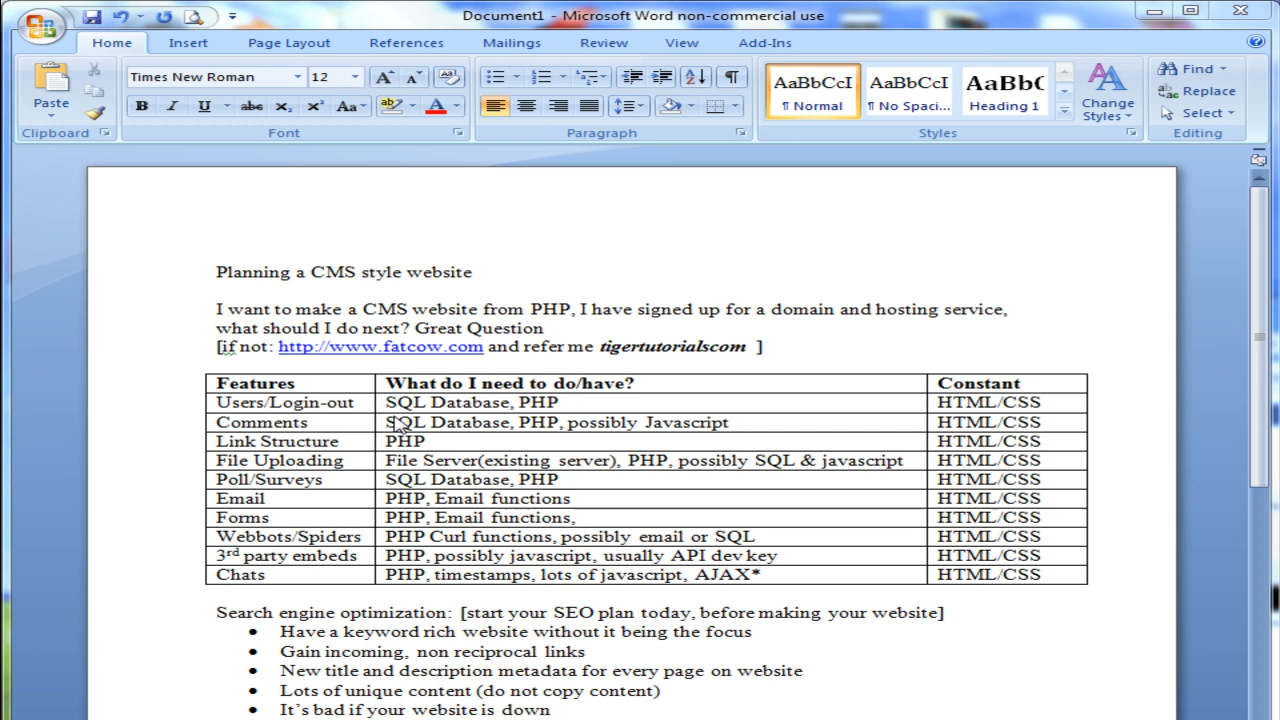 Document1 - Microsoft Word non-commercial use
Home Insert Page Layout References Mailings Review View Add-Ins
Times New Roman 12
AaBbCcI AaBbCcI AaBbC
Paste
¶ Normal ¶ No Spaci... Heading 1
Change Styles
Find
Replace
Select
Clipboard Font Paragraph Styles Editing
Planning a CMS style website
I want to make a CMS website from PHP, I have signed up for a domain and hosting service,
what should I do next? Great Question
[if not: http://www.fatcow.com and refer me tigertutorialscom ]
Features What do I need to do/have? Constant
Users/Login-out SQL Database, PHP HTML/CSS
Comments SQL Database, PHP, possibly Javascript HTML/CSS
Link Structure PHP HTML/CSS
File Uploading File Server(existing server), PHP, possibly SQL & javascript HTML/CSS
Poll/Surveys SQL Database, PHP HTML/CSS
Email PHP, Email functions HTML/CSS
Forms PHP, Email functions, HTML/CSS
Webbots/Spiders PHP Curl functions, possibly email or SQL HTML/CSS
3rd party embeds PHP, possibly javascript, usually API dev key HTML/CSS
Chats PHP, timestamps, lots of javascript, AJAX* HTML/CSS
Search engine optimization: [start your SEO plan today, before making your website]
• Have a keyword rich website without it being the focus
• Gain incoming, non reciprocal links
• New title and description metadata for every page on website
• Lots of unique content (do not copy content)
• It's bad if your website is down